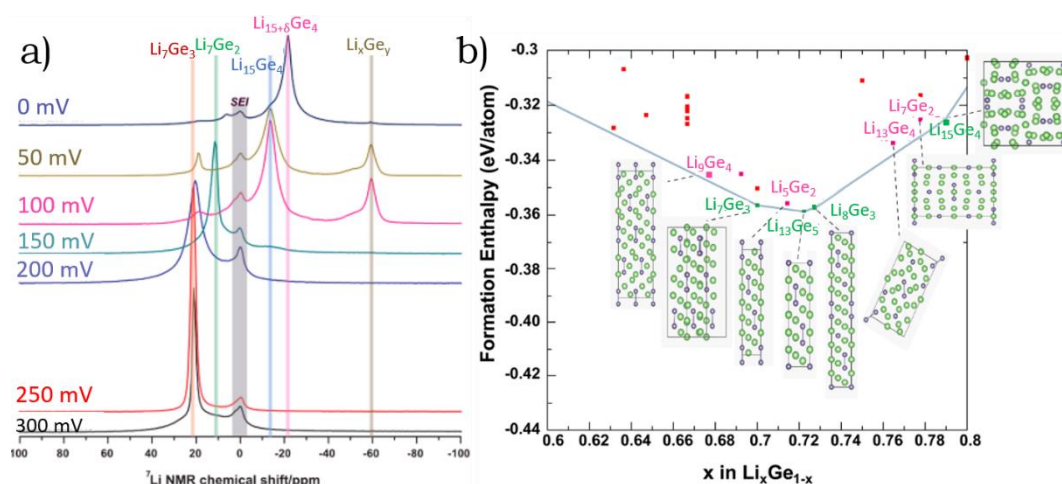 a)
Li₇Ge₃ Li₇Ge₂ Li₁₅₊δGe₄ LiₓGeᵧ
Li₁₅Ge₄
SEI
0 mV
50 mV
100 mV
150 mV
200 mV
250 mV
300 mV
100 80 60 40 20 0 -20 -40 -60 -80 -100
⁷Li NMR chemical shift/ppm
b)
Formation Enthalpy (eV/atom)
-0.3
-0.32
-0.34
-0.36
-0.38
-0.40
-0.42
-0.44
Li₇Ge₂
Li₁₅Ge₄
Li₁₃Ge₄
Li₉Ge₄
Li₅Ge₂
Li₇Ge₃
Li₈Ge₃
Li₁₃Ge₅
0.6 0.62 0.64 0.66 0.68 0.7 0.72 0.74 0.76 0.78 0.8
x in LiₓGe₁₋ₓ